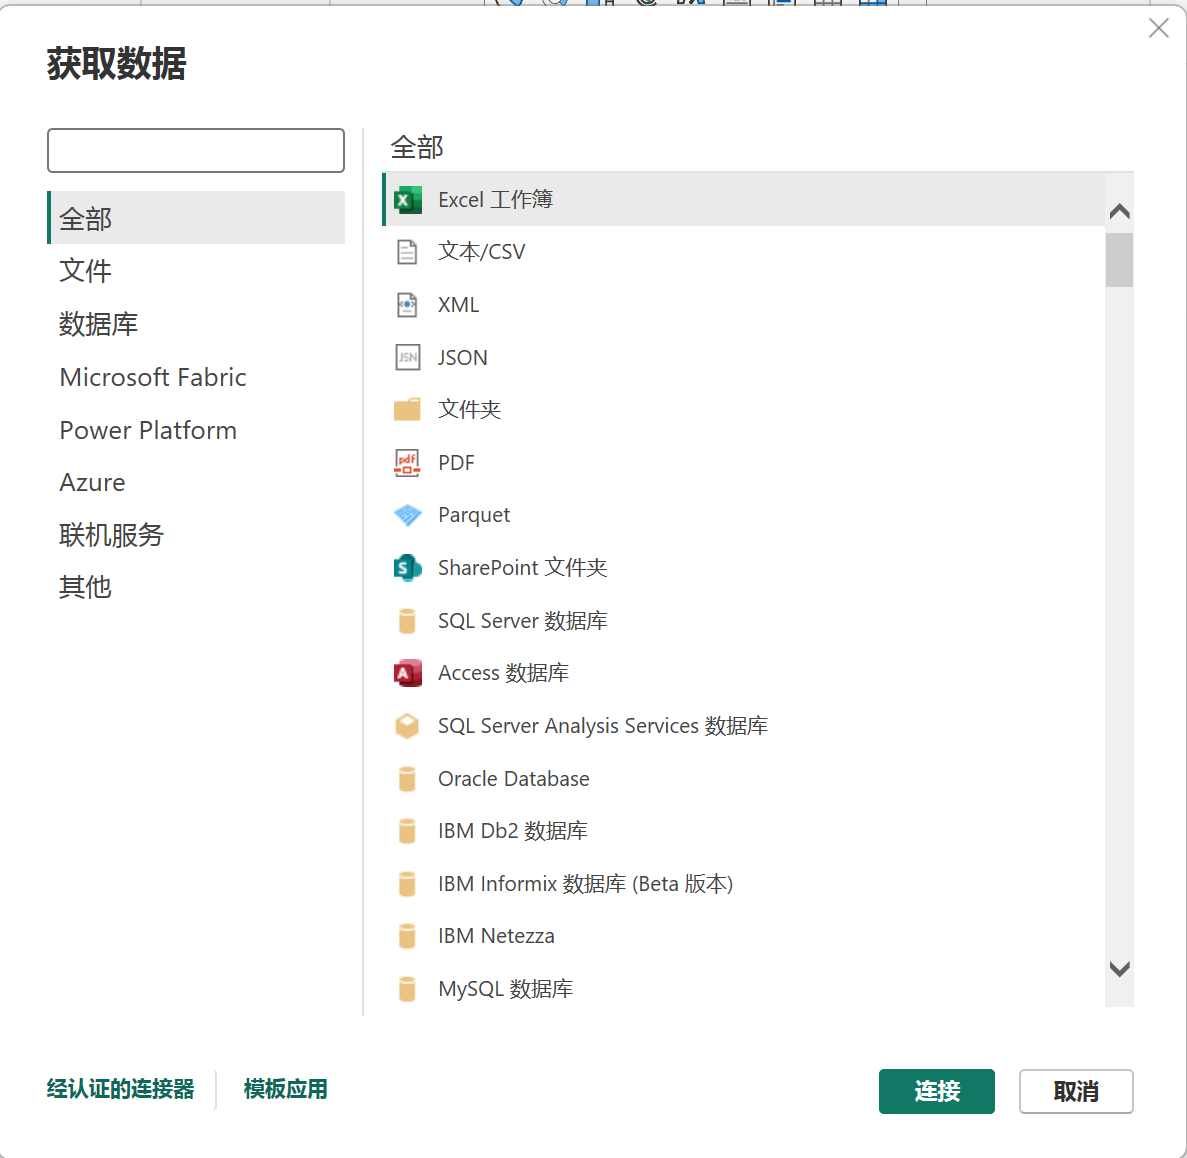 获取数据
全部
文件
数据库
Microsoft Fabric
Power Platform
Azure
联机服务
其他
全部
Excel 工作簿
文本/CSV
XML
JSN JSON
文件夹
pdf PDF
Parquet
S SharePoint 文件夹
SQL Server 数据库
A Access 数据库
SQL Server Analysis Services 数据库
Oracle Database
IBM Db2 数据库
IBM Informix 数据库 (Beta 版本)
IBM Netezza
MySQL 数据库
经认证的连接器
模板应用
连接
取消